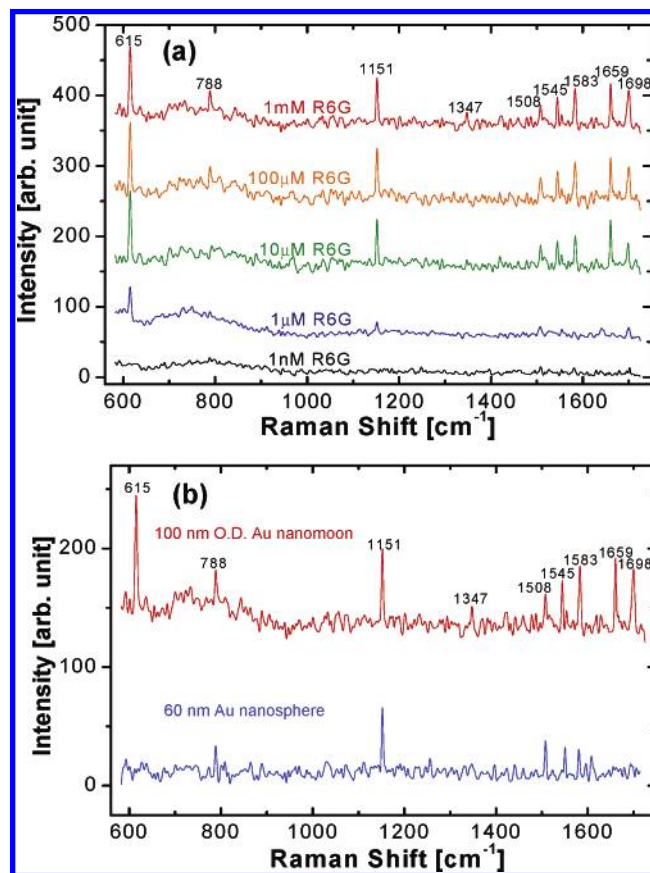 (a)
500
400
300
200
100
0
Intensity [arb. unit]
615
788
1151
1347
1508
1545
1583
1659
1698
1mM R6G
100μM R6G
10μM R6G
1μM R6G
1nM R6G
600 800 1000 1200 1400 1600
Raman Shift [cm⁻¹]
(b)
200
100
0
Intensity [arb. unit]
615
788
1151
1347
1508
1545
1583
1659
1698
100 nm O.D. Au nanomoon
60 nm Au nanosphere
600 800 1000 1200 1400 1600
Raman Shift [cm⁻¹]